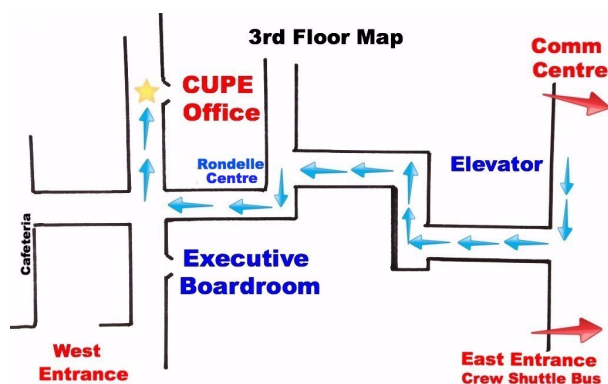 3rd Floor Map
Comm
Centre
CUPE
Office
Rondelle
Centre
Elevator
Cafeteria
Executive
Boardroom
West
Entrance
East Entrance
Crew Shuttle Bus